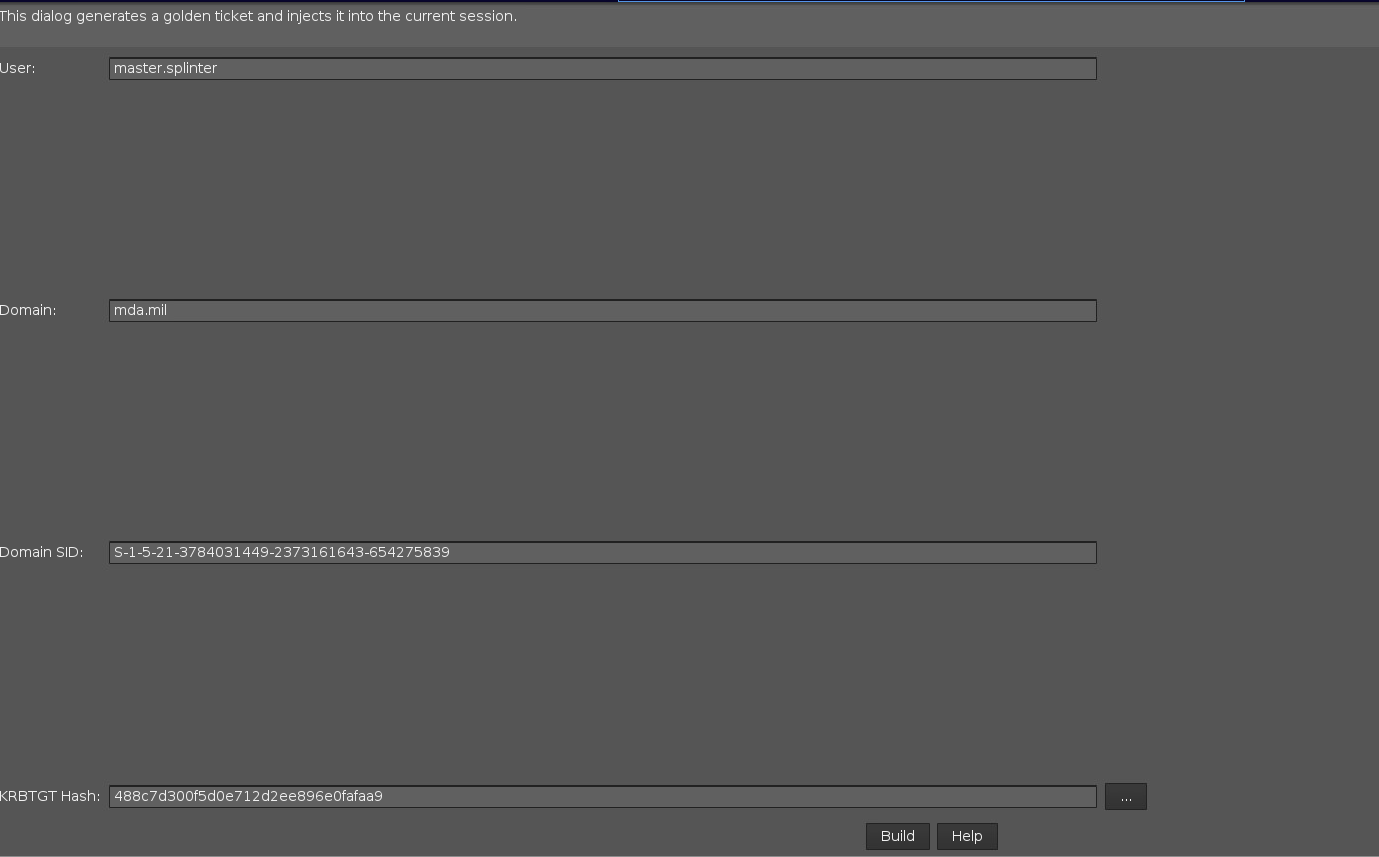 This dialog generates a golden ticket and injects it into the current session.
User: master.splinter
Domain: mda.mil
Domain SID: S-1-5-21-3784031449-2373161643-654275839
KRBTGT Hash: 488c7d300f5d0e712d2ee896e0fafaa9 ...
Build Help